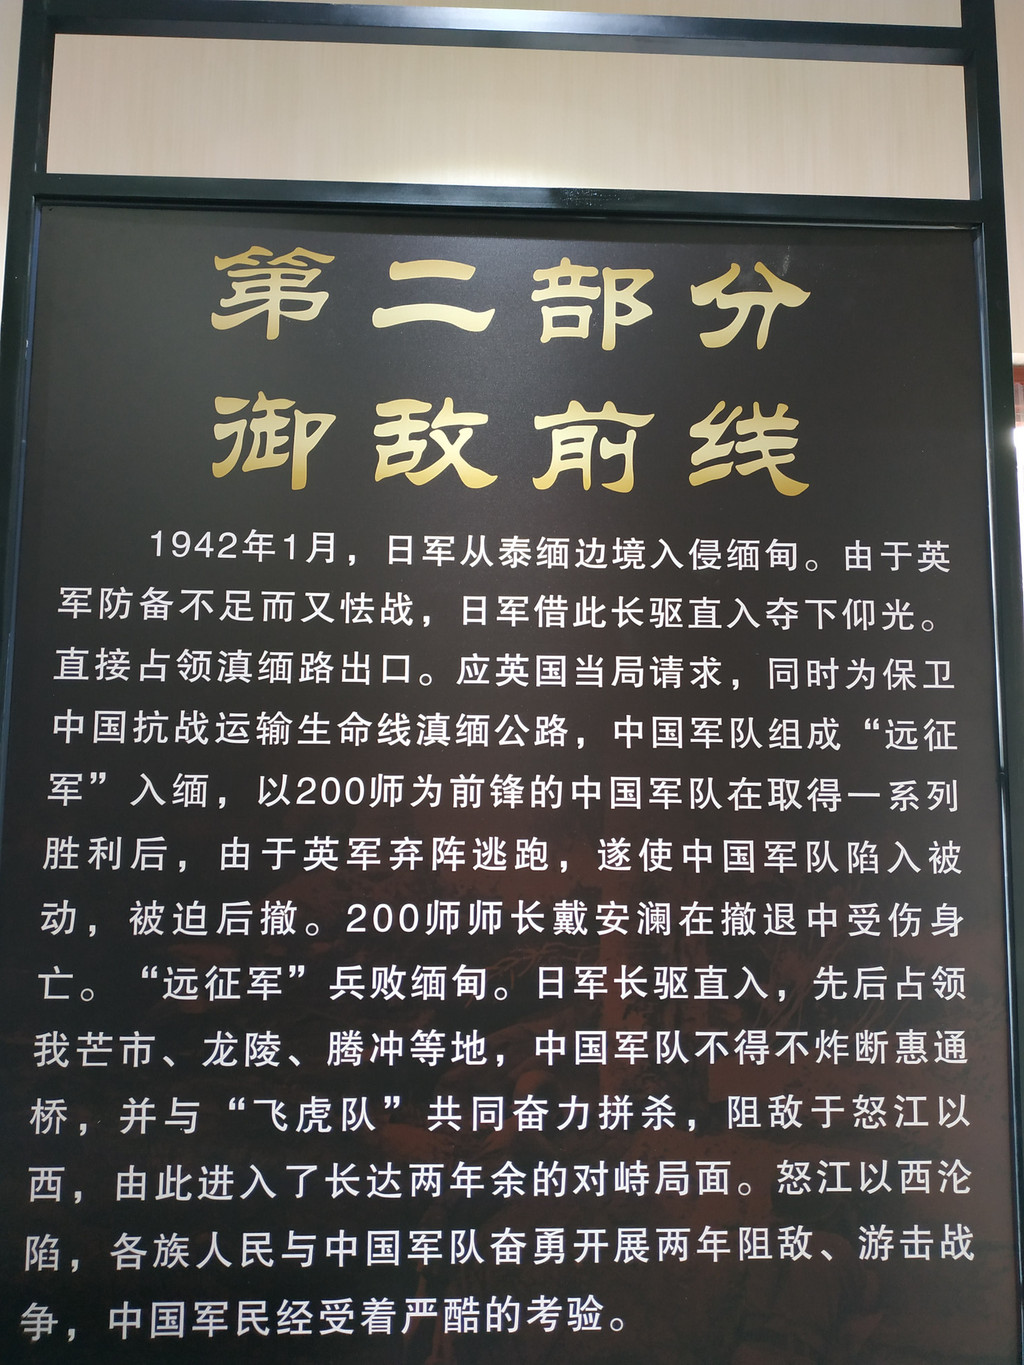 第二部分
御敌前线
1942年1月，日军从泰缅边境入侵缅甸。由于英
军防备不足而又怯战，日军借此长驱直入夺下仰光。
直接占领滇缅路出口。应英国当局请求，同时为保卫
中国抗战运输生命线滇缅公路，中国军队组成“远征
军”入缅，以200师为前锋的中国军队在取得一系列
胜利后，由于英军弃阵逃跑，遂使中国军队陷入被
动，被迫后撤。200师师长戴安澜在撤退中受伤身
亡。“远征军”兵败缅甸。日军长驱直入，先后占领
我芒市、龙陵、腾冲等地，中国军队不得不炸断惠通
桥，并与“飞虎队”共同奋力拼杀，阻敌于怒江以
西，由此进入了长达两年余的对峙局面。怒江以西沦
陷，各族人民与中国军队奋勇开展两年阻敌、游击战
争，中国军民经受着严酷的考验。